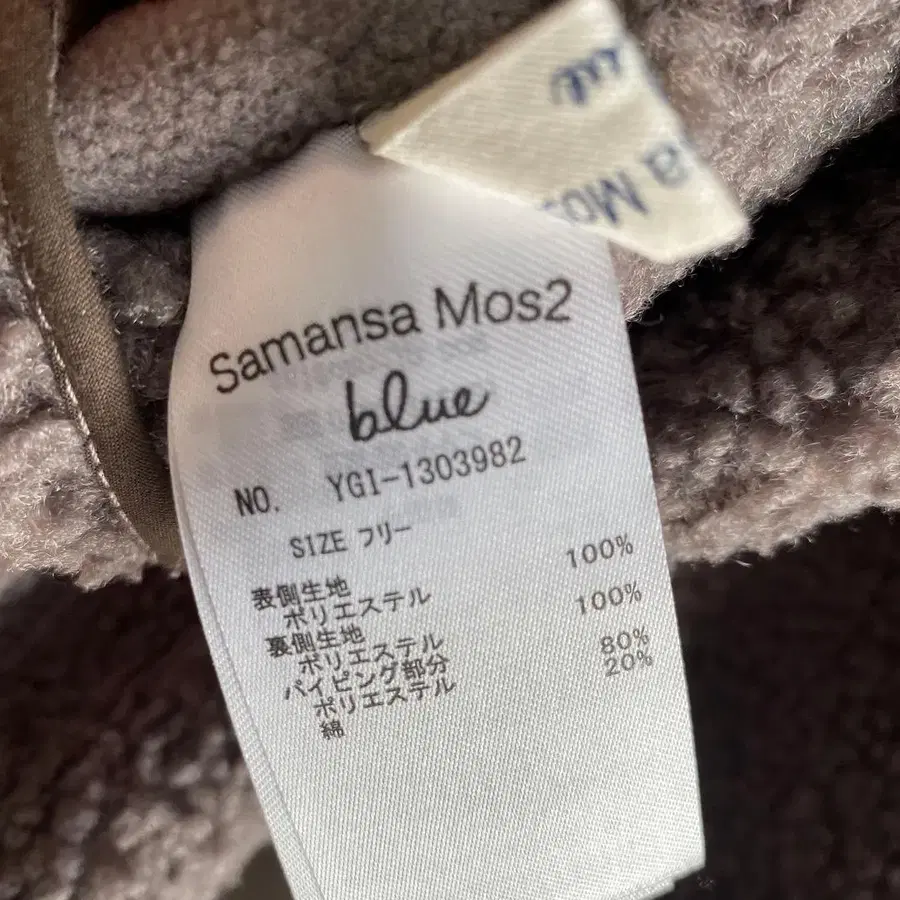 a Mos
Samansa Mos2
blue
NO. YGI-1303982
SIZE フリー
表側生地
ポリエステル 100%
裏側生地
ポリエステル 100%
パイピング部分
ポリエステル 80%
綿 20%